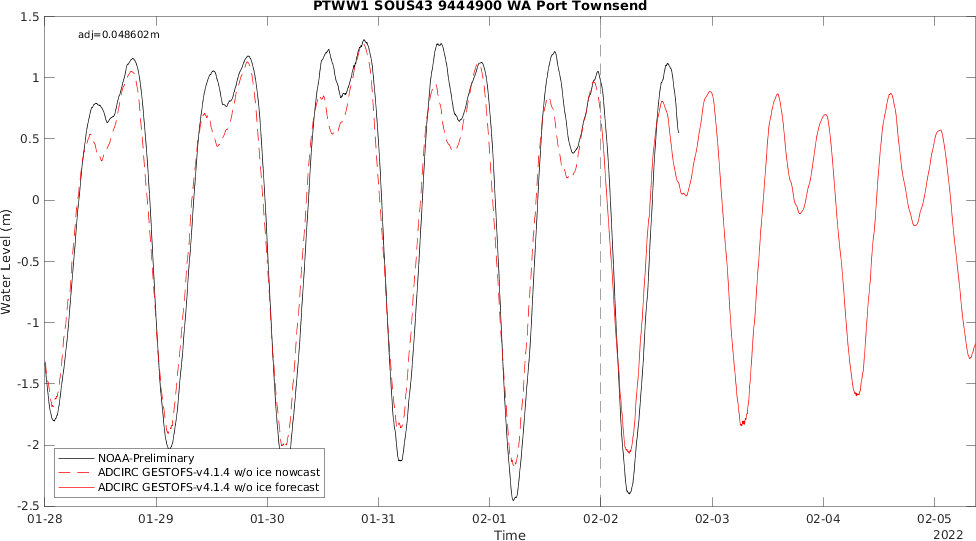 PTWW1 SOUS43 9444900 WA Port Townsend
adj=0.048602m
1.5
1
0.5
0
-0.5
-1
-1.5
-2
-2.5
Water Level (m)
NOAA-Preliminary
ADCIRC GESTOFS-v4.1.4 w/o ice nowcast
ADCIRC GESTOFS-v4.1.4 w/o ice forecast
01-28 01-29 01-30 01-31 02-01 02-02 02-03 02-04 02-05
Time
2022